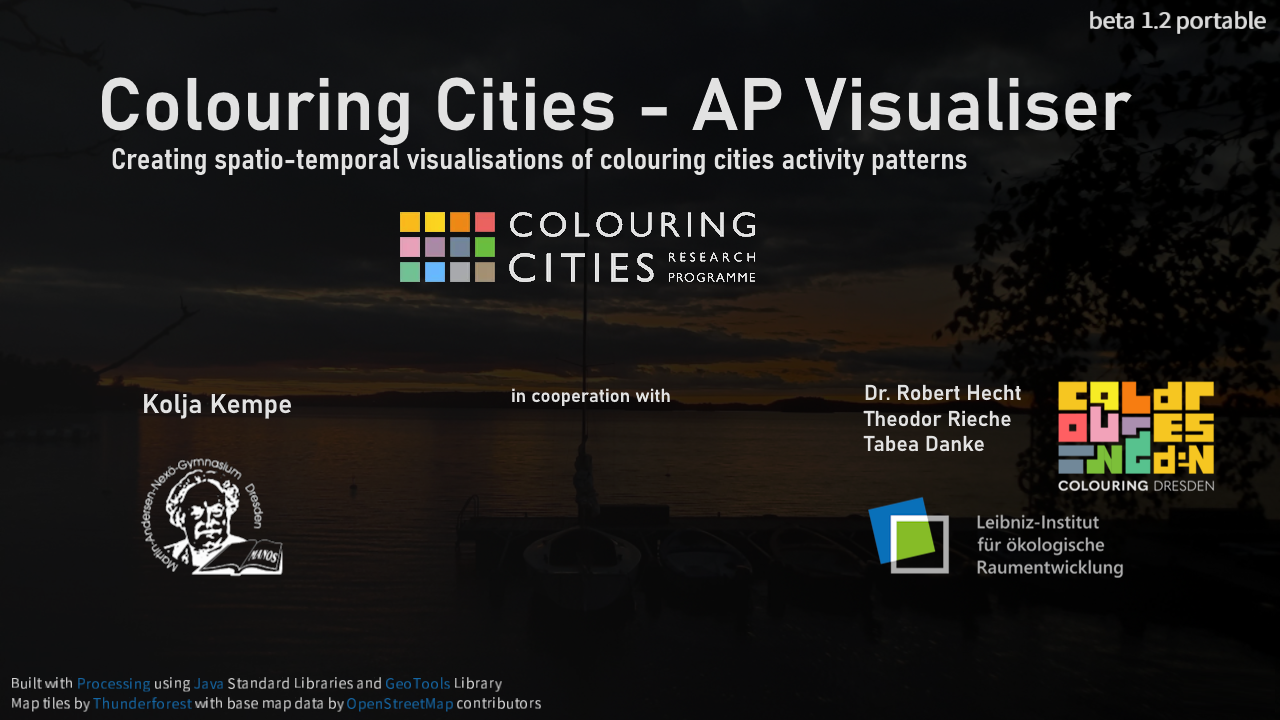 beta 1.2 portable
Colouring Cities - AP Visualiser
Creating spatio-temporal visualisations of colouring cities activity patterns
COLOURING
CITIES RESEARCH
PROGRAMME
Kolja Kempe
in cooperation with
Dr. Robert Hecht
Theodor Rieche
Tabea Danke
COLOURING DRESDEN
Martin-Andersen-Nexö-Gymnasium Dresden
MANOS
Leibniz-Institut
für ökologische
Raumentwicklung
Built with Processing using Java Standard Libraries and GeoTools Library
Map tiles by Thunderforest with base map data by OpenStreetMap contributors